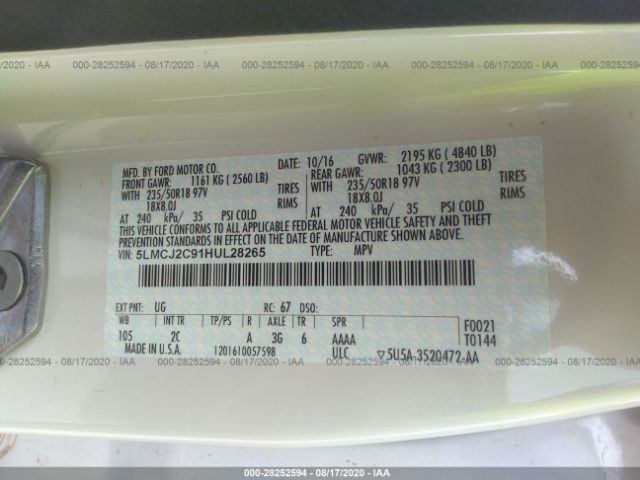 000-28252594 - 08/17/2020 - IAA 000-28252594 - 08/17/2020 - IAA 000-28252594 - 08/17/2020 - IAA
MFD. BY FORD MOTOR CO. DATE: 10/16 GVWR: 2195 KG ( 4840 LB)
FRONT GAWR: 1161 KG ( 2560 LB) REAR GAWR: 1043 KG ( 2300 LB)
WITH 235/50R18 97V TIRES WITH 235/50R18 97V TIRES
18X8.0J RIMS 18X8.0J RIMS
AT 240 kPa/ 35 PSI COLD AT 240 kPa/ 35 PSI COLD
THIS VEHICLE CONFORMS TO ALL APPLICABLE FEDERAL MOTOR VEHICLE SAFETY AND THEFT
PREVENTION STANDARDS IN EFFECT ON THE DATE OF MANUFACTURE SHOWN ABOVE.
VIN: 5LMCJ2C91HUL28265 TYPE: MPV
EXT PNT: UG RC: 67 DSO:
WB INT TR TP/PS R AXLE TR SPR F0021
105 2C A 3G 6 AAAA T0144
MADE IN U.S.A. 1201610057598 ULC ▽5U5A-3520472-AA
000-28252594 - 08/17/2020 - IAA 000-28252594 - 08/17/2020 - IAA 000-28252594 - 08/17/2020 - IAA
000-28252594 - 08/17/2020 - IAA